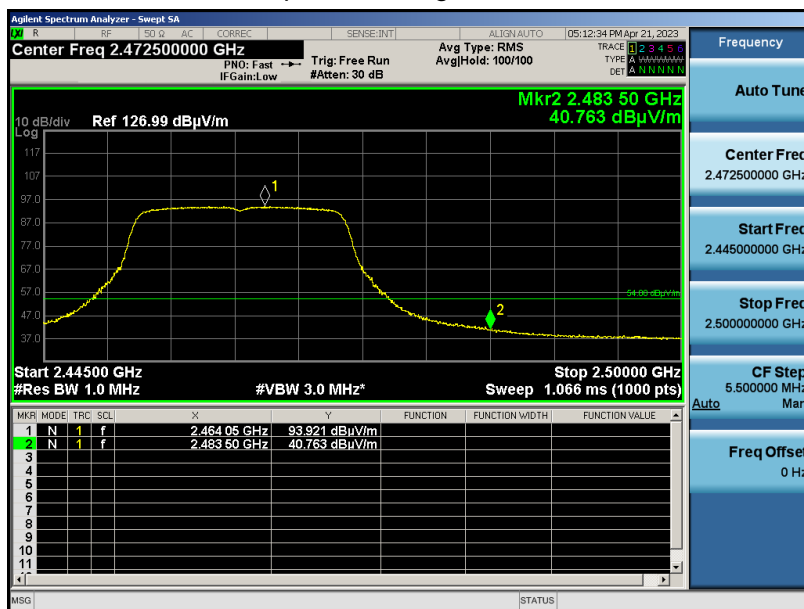 Agilent Spectrum Analyzer - Swept SA
LXI R RF 50 Ω AC CORREC SENSE:INT ALIGN AUTO 05:12:34 PM Apr 21, 2023
Center Freq 2.472500000 GHz
PNO: Fast
IFGain:Low
Trig: Free Run
#Atten: 30 dB
Avg Type: RMS
Avg|Hold: 100/100
TRACE 1 2 3 4 5 6
TYPE A
DET A N N N N N
Mkr2 2.483 50 GHz
40.763 dBµV/m
10 dB/div Ref 126.99 dBµV/m
Log
117
107
97.0
87.0
77.0
67.0
57.0
47.0
37.0
1
2
54.00 dBµV/m
Start 2.44500 GHz Stop 2.50000 GHz
#Res BW 1.0 MHz #VBW 3.0 MHz* Sweep 1.066 ms (1000 pts)
MKR MODE TRC SCL X Y FUNCTION FUNCTION WIDTH FUNCTION VALUE
1 N 1 f 2.464 05 GHz 93.921 dBµV/m
2 N 1 f 2.483 50 GHz 40.763 dBµV/m
3
4
5
6
7
8
9
10
11
MSG STATUS
Frequency
Auto Tune
Center Freq
2.472500000 GHz
Start Freq
2.445000000 GHz
Stop Freq
2.500000000 GHz
CF Step
5.500000 MHz
Auto Man
Freq Offset
0 Hz